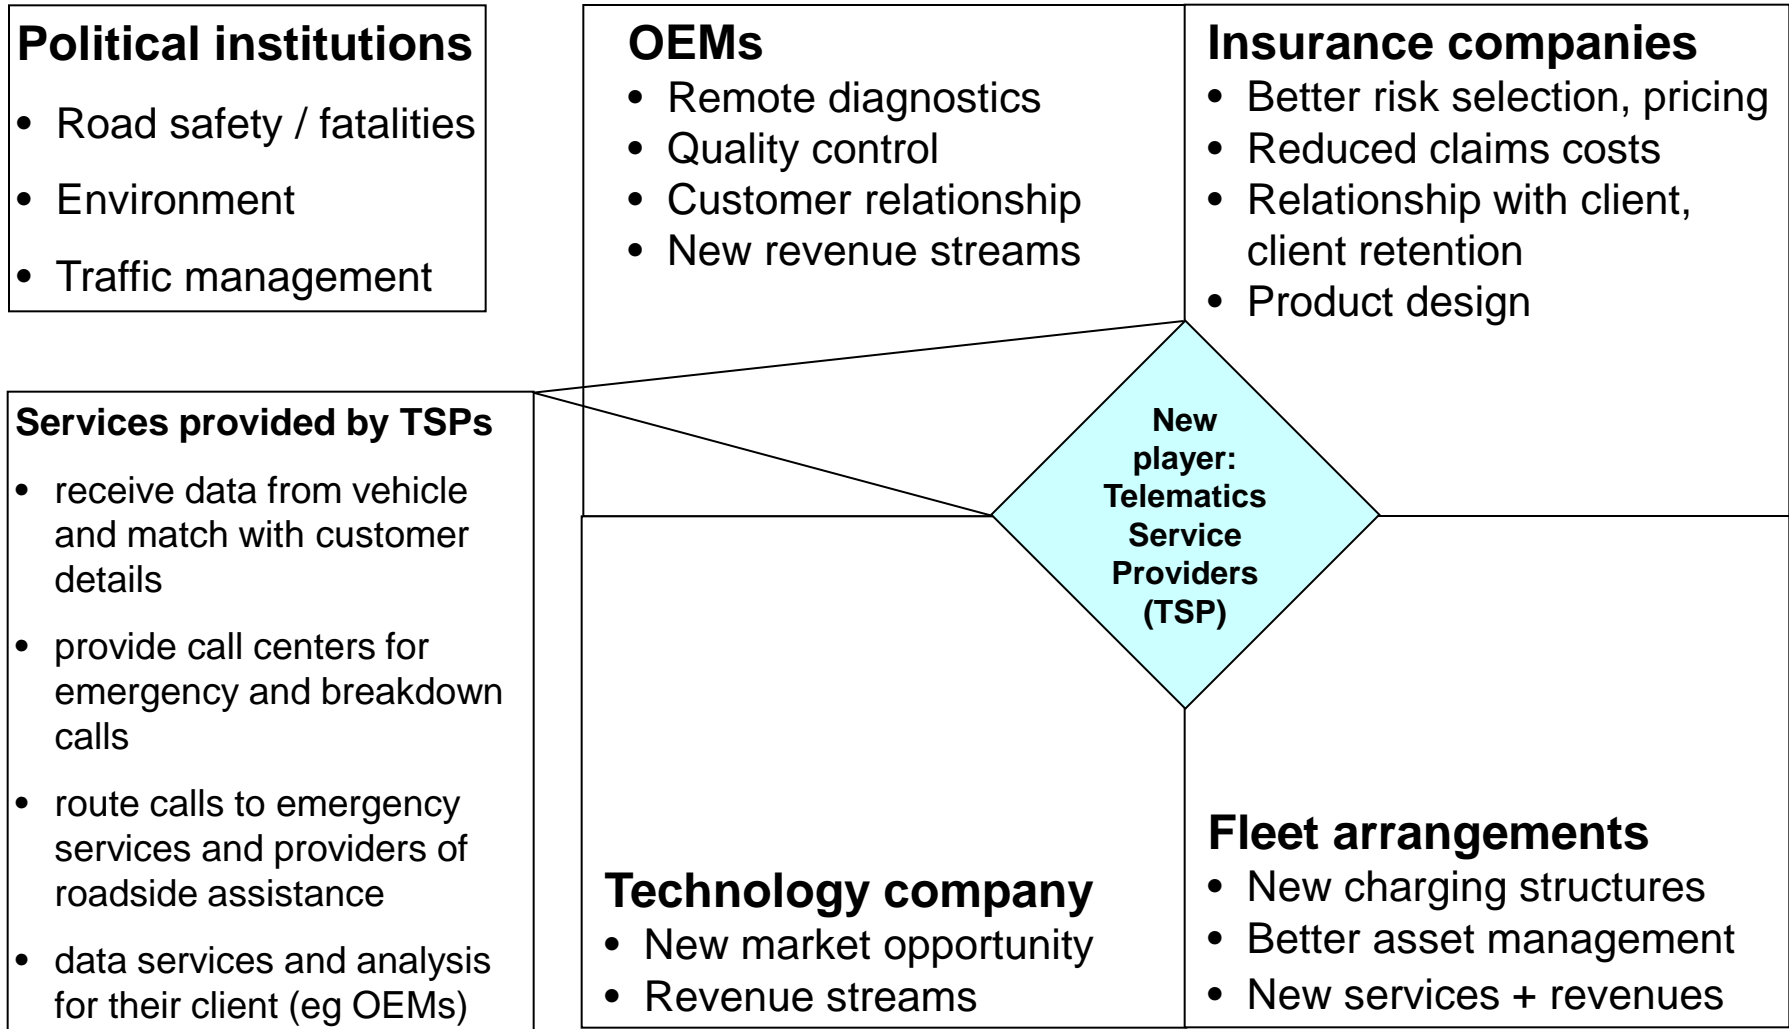 Political institutions
• Road safety / fatalities
• Environment
• Traffic management
OEMs
• Remote diagnostics
• Quality control
• Customer relationship
• New revenue streams
Insurance companies
• Better risk selection, pricing
• Reduced claims costs
• Relationship with client,
client retention
• Product design
Services provided by TSPs
• receive data from vehicle
and match with customer
details
• provide call centers for
emergency and breakdown
calls
• route calls to emergency
services and providers of
roadside assistance
• data services and analysis
for their client (eg OEMs)
New
player:
Telematics
Service
Providers
(TSP)
Technology company
• New market opportunity
• Revenue streams
Fleet arrangements
• New charging structures
• Better asset management
• New services + revenues